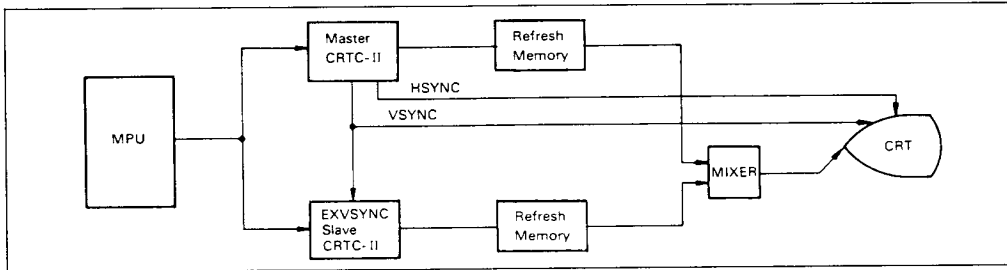 Master
CRTC-II
Refresh
Memory
HSYNC
VSYNC
MPU
CRT
MIXER
EXVSYNC
Slave
CRTC-II
Refresh
Memory